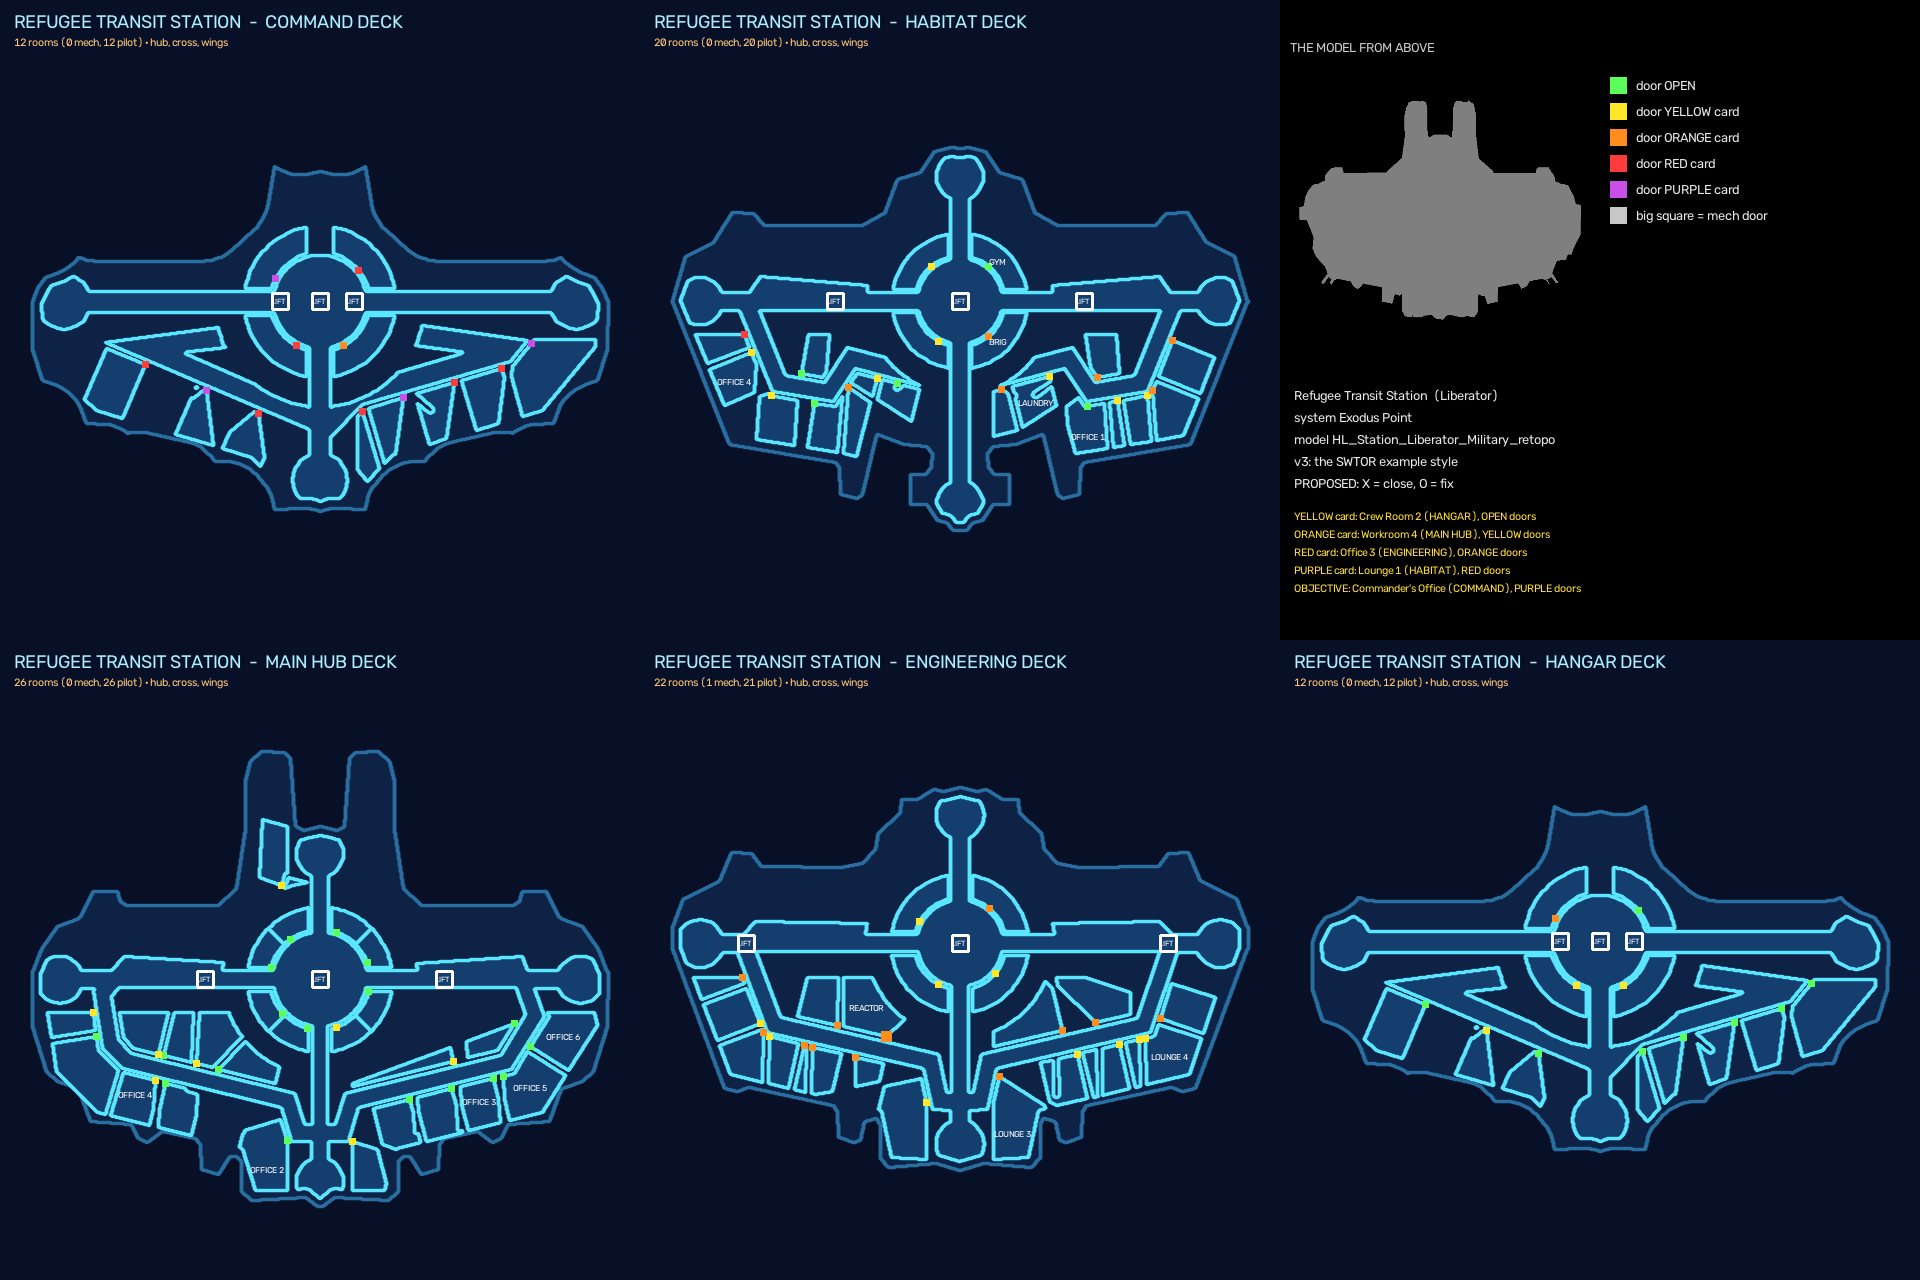 REFUGEE TRANSIT STATION - COMMAND DECK
12 rooms (0 mech, 12 pilot) • hub, cross, wings
LIFT
LIFT
LIFT
REFUGEE TRANSIT STATION - HABITAT DECK
20 rooms (0 mech, 20 pilot) • hub, cross, wings
GYM
LIFT
LIFT
LIFT
BRIG
OFFICE 4
LAUNDRY
OFFICE 1
THE MODEL FROM ABOVE
door OPEN
door YELLOW card
door ORANGE card
door RED card
door PURPLE card
big square = mech door
Refugee Transit Station (Liberator)
system Exodus Point
model HL_Station_Liberator_Military_retopo
v3: the SWTOR example style
PROPOSED: X = close, O = fix
YELLOW card: Crew Room 2 (HANGAR), OPEN doors
ORANGE card: Workroom 4 (MAIN HUB), YELLOW doors
RED card: Office 3 (ENGINEERING), ORANGE doors
PURPLE card: Lounge 1 (HABITAT), RED doors
OBJECTIVE: Commander's Office (COMMAND), PURPLE doors
REFUGEE TRANSIT STATION - MAIN HUB DECK
26 rooms (0 mech, 26 pilot) • hub, cross, wings
LIFT
LIFT
LIFT
OFFICE 6
OFFICE 5
OFFICE 4
OFFICE 3
OFFICE 2
REFUGEE TRANSIT STATION - ENGINEERING DECK
22 rooms (1 mech, 21 pilot) • hub, cross, wings
LIFT
LIFT
LIFT
REACTOR
LOUNGE 4
LOUNGE 3
REFUGEE TRANSIT STATION - HANGAR DECK
12 rooms (0 mech, 12 pilot) • hub, cross, wings
LIFT
LIFT
LIFT